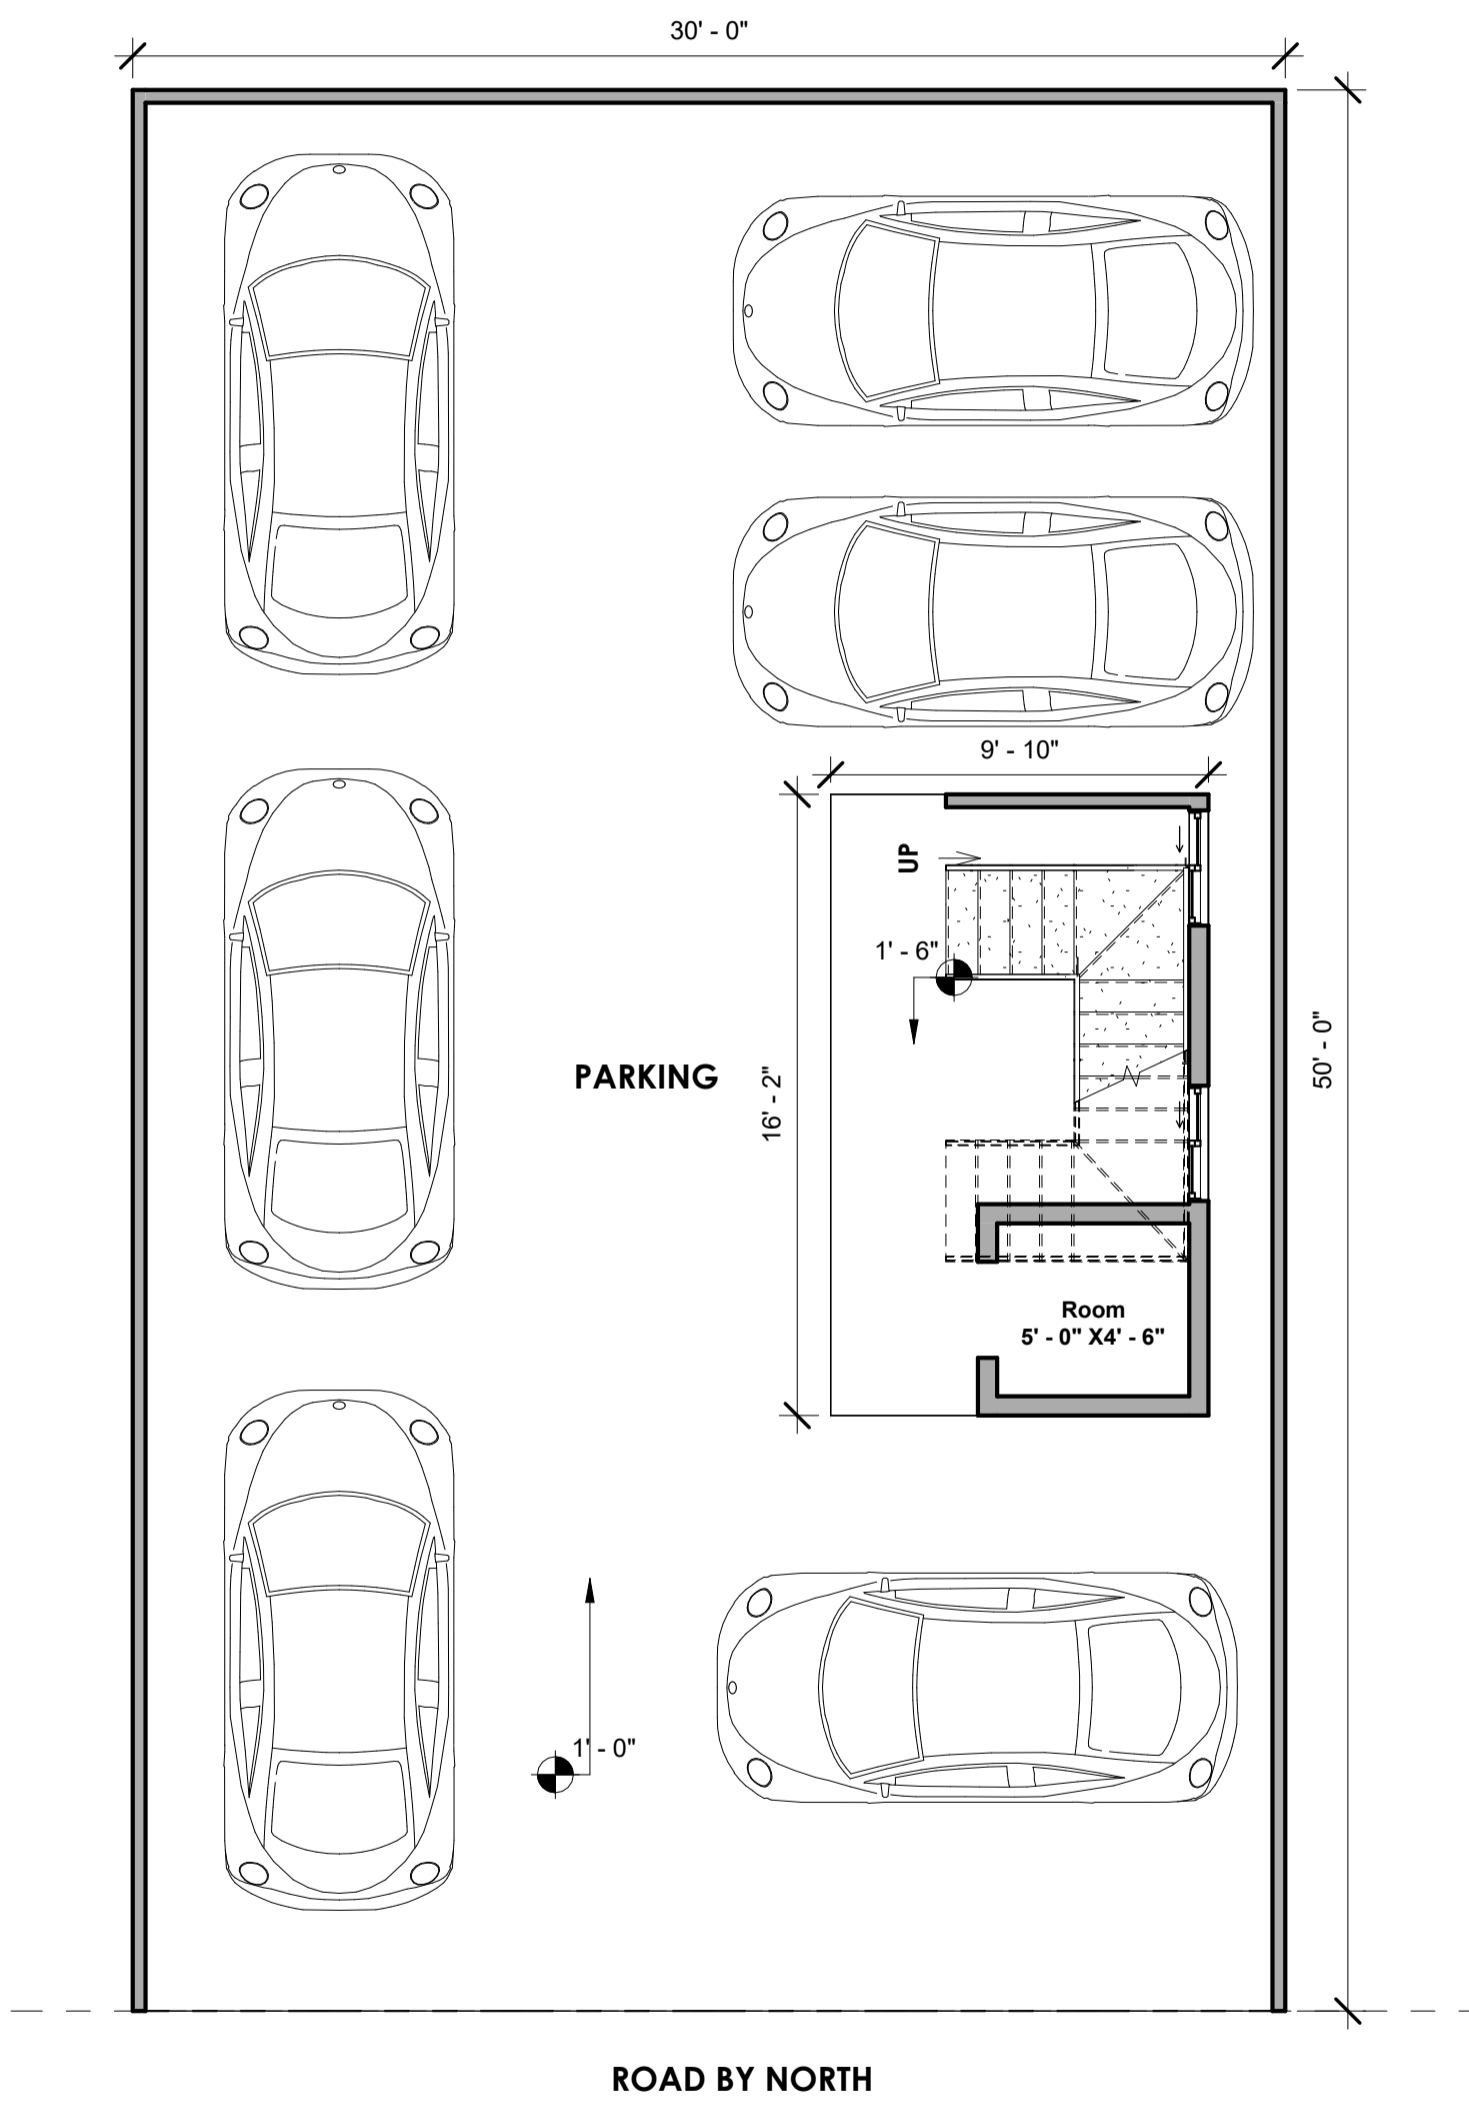 30' - 0"
9' - 10"
UP
1' - 6"
PARKING
16' - 2"
50' - 0"
Room
5' - 0" X4' - 6"
1' - 0"
ROAD BY NORTH